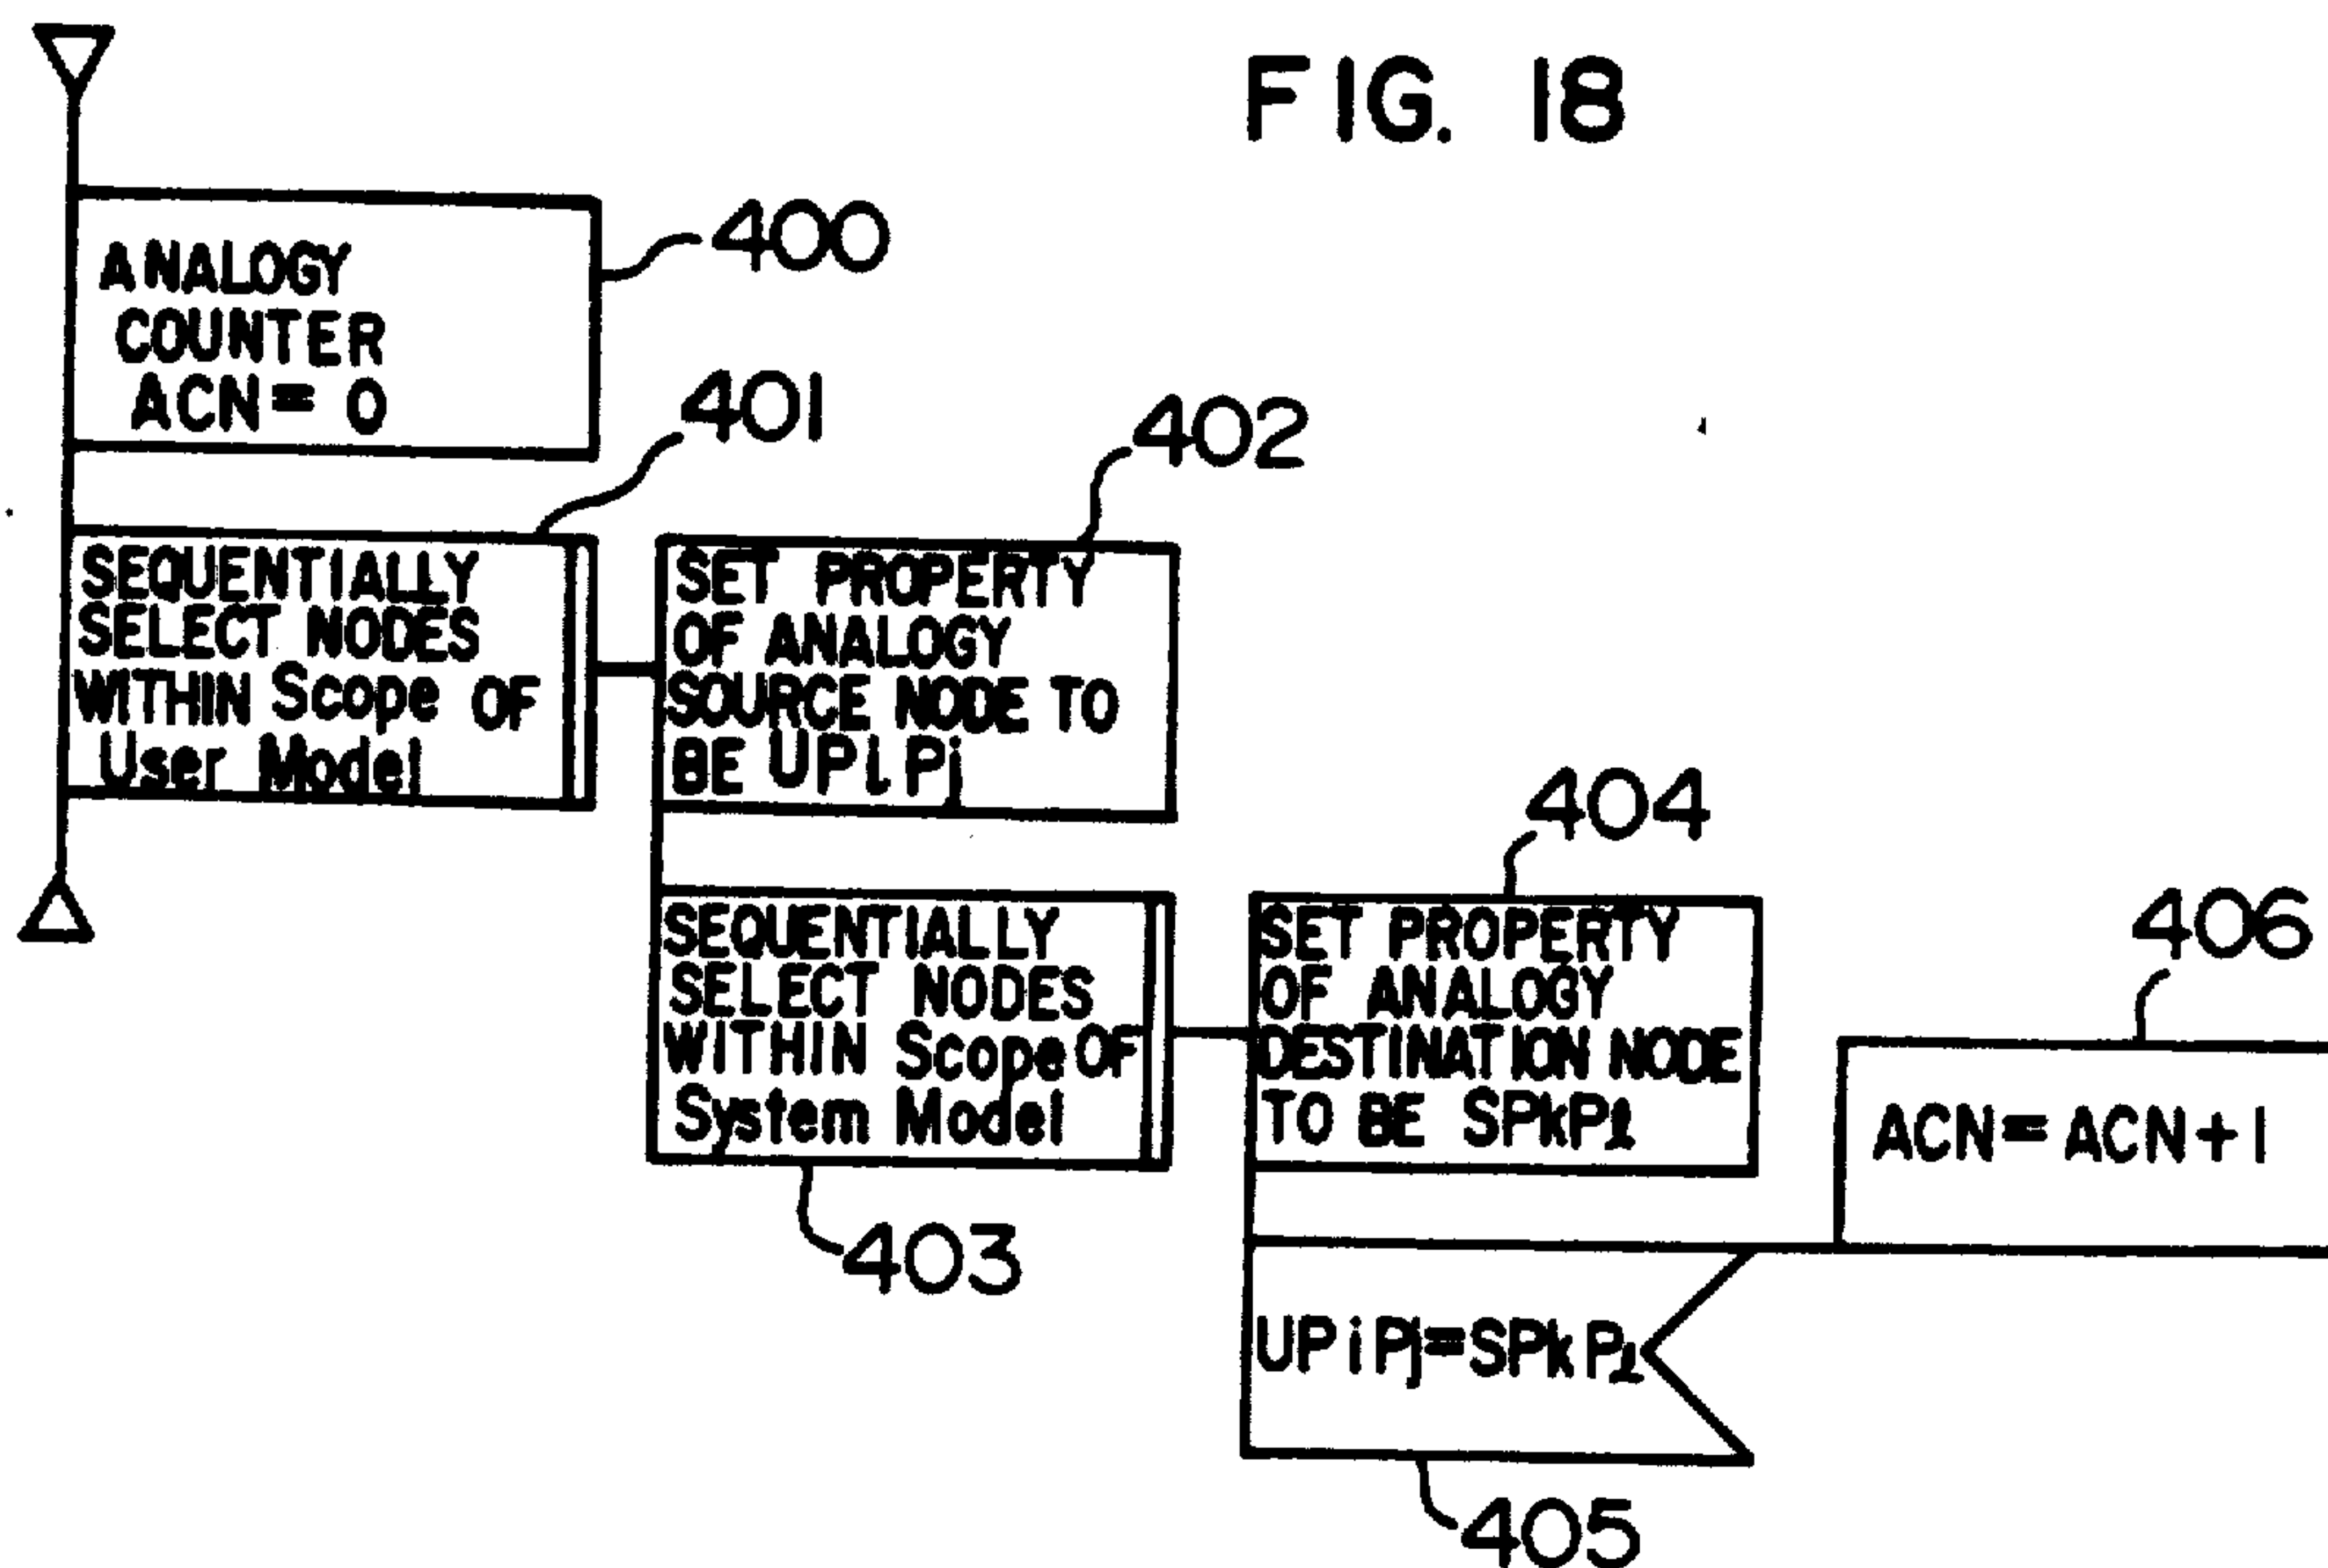 FIG. 18
400
ANALOGY
COUNTER
ACN = 0
401
SEQUENTIALLY
SELECT NODES
WITHIN Scope OF
User Model
402
SET PROPERTY
OF ANALOGY
SOURCE NODE TO
BE UPiPj
403
SEQUENTIALLY
SELECT NODES
WITHIN Scope OF
System Model
404
SET PROPERTY
OF ANALOGY
DESTINATION NODE
TO BE SPkPl
405
UPiPj=SPkPl
406
ACN = ACN + 1